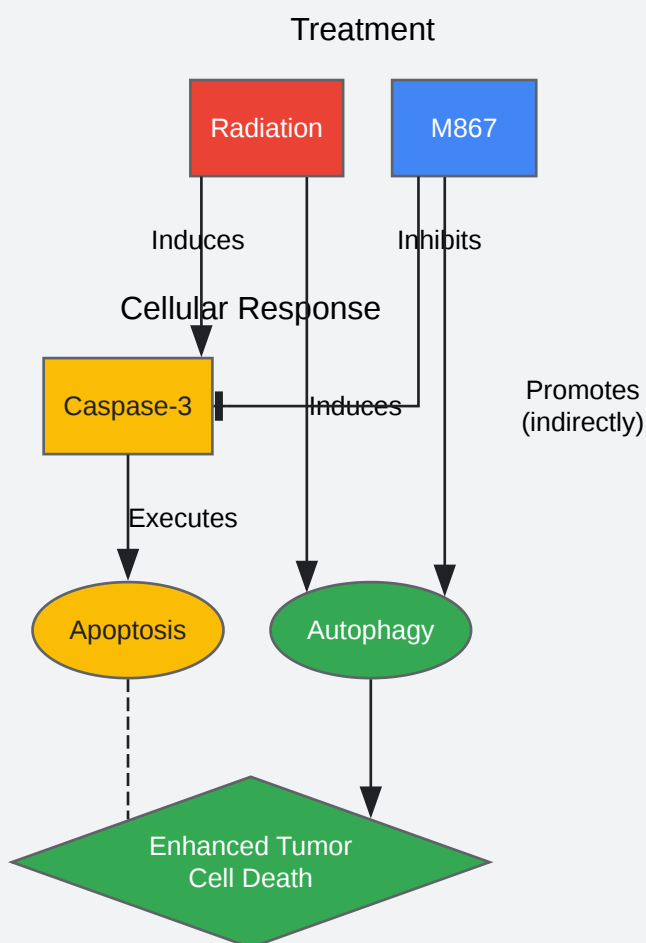 Treatment
Radiation
M867
Induces
Inhibits
Cellular Response
Caspase-3
Induces
Promotes
(indirectly)
Executes
Apoptosis
Autophagy
Enhanced Tumor
Cell Death